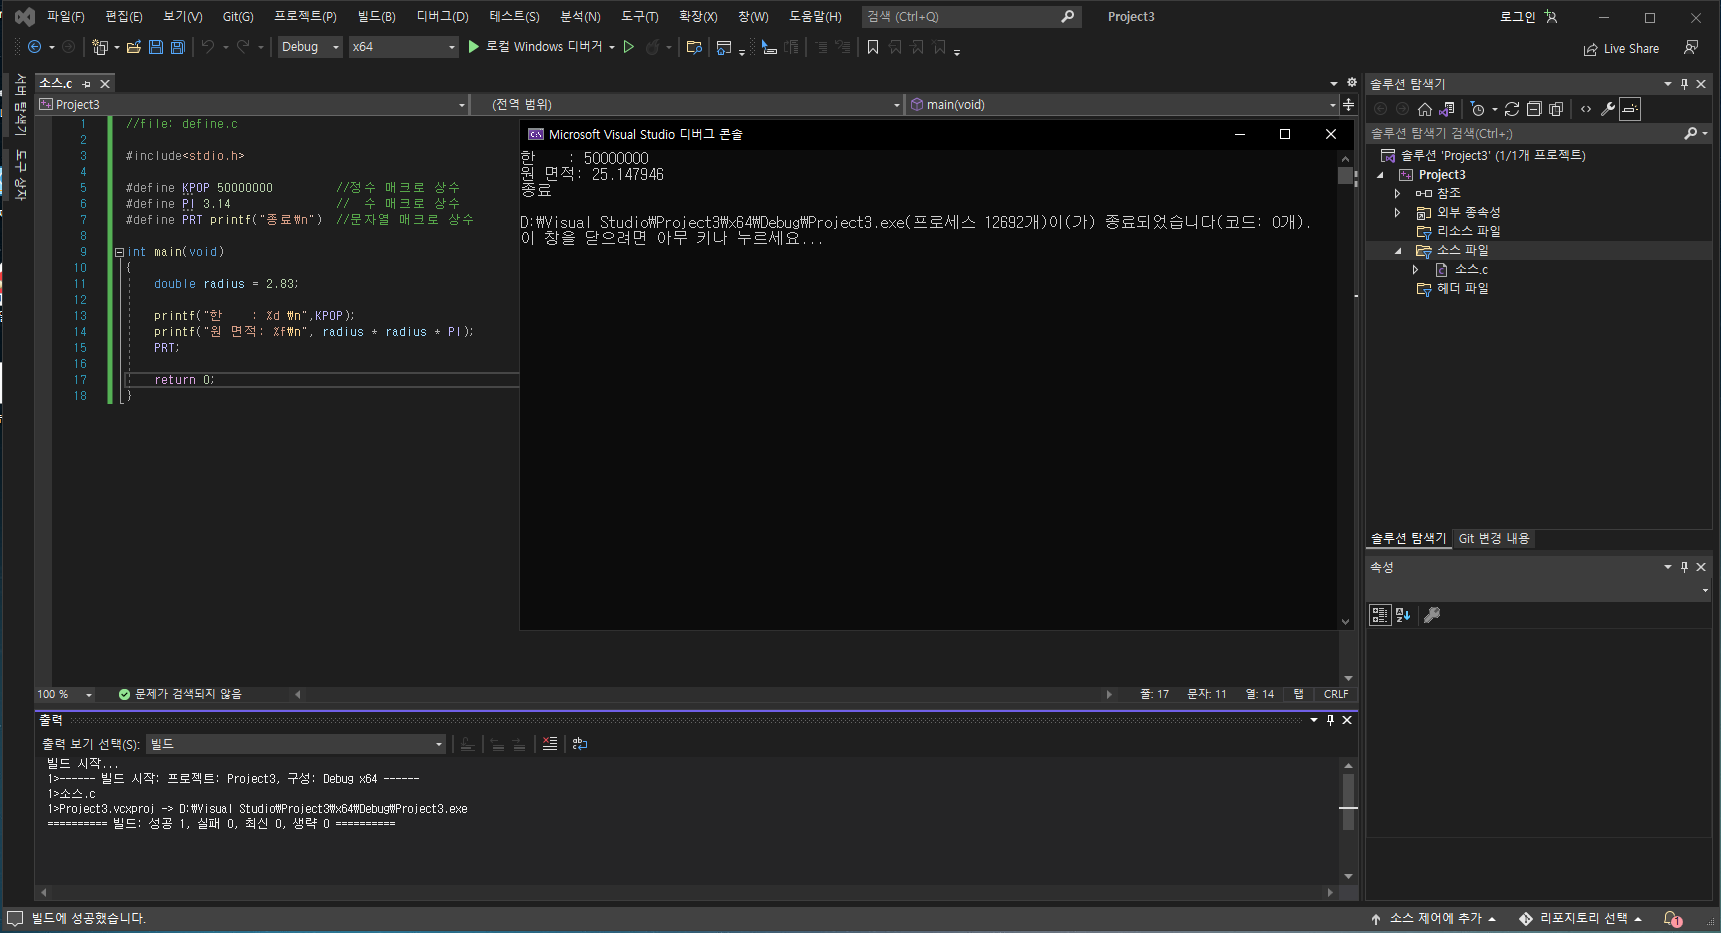 파일(F) 편집(E) 보기(V) Git(G) 프로젝트(P) 빌드(B) 디버그(D) 테스트(S) 분석(N) 도구(T) 확장(X) 창(W) 도움말(H) 검색 (Ctrl+Q) Project3 로그인
Debug x64 로컬 Windows 디버거 Live Share
서버 탐색기
도구 상자
소스.c
Project3 (전역 범위) main(void)
1 //file: define.c
2
3 #include<stdio.h>
4
5 #define KPOP 50000000 //정수 매크로 상수
6 #define PI 3.14 // 수 매크로 상수
7 #define PRT printf("종료₩n") //문자열 매크로 상수
8
9 int main(void)
10 {
11 double radius = 2.83;
12
13 printf("한 : %d ₩n",KPOP);
14 printf("원 면적: %f₩n", radius * radius * PI);
15 PRT;
16
17 return 0;
18 }
Microsoft Visual Studio 디버그 콘솔
한 : 50000000
원 면적: 25.147946
종료
D:₩Visual Studio₩Project3₩x64₩Debug₩Project3.exe(프로세스 12692개)이(가) 종료되었습니다(코드: 0개).
이 창을 닫으려면 아무 키나 누르세요...
100 % 문제가 검색되지 않음 줄: 17 문자: 11 열: 14 탭 CRLF
출력
출력 보기 선택(S): 빌드
빌드 시작...
1>------ 빌드 시작: 프로젝트: Project3, 구성: Debug x64 ------
1>소스.c
1>Project3.vcxproj -> D:₩Visual Studio₩Project3₩x64₩Debug₩Project3.exe
========== 빌드: 성공 1, 실패 0, 최신 0, 생략 0 ==========
솔루션 탐색기
솔루션 탐색기 검색(Ctrl+;)
솔루션 'Project3' (1/1개 프로젝트)
Project3
참조
외부 종속성
리소스 파일
소스 파일
소스.c
헤더 파일
솔루션 탐색기 Git 변경 내용
속성
빌드에 성공했습니다. 소스 제어에 추가 리포지토리 선택 1